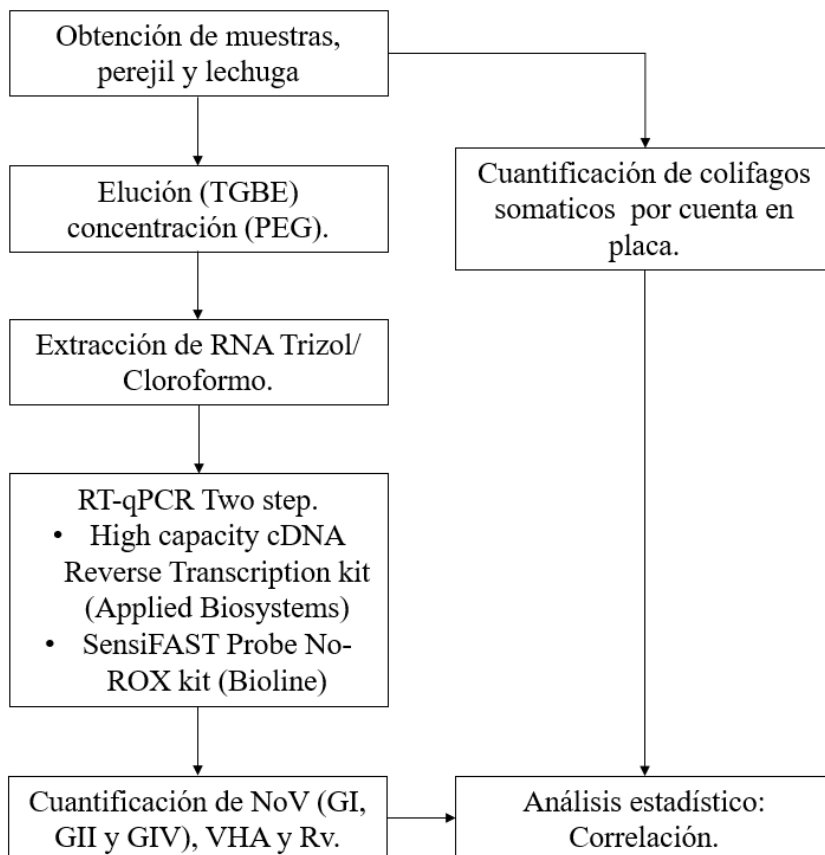 Obtención de muestras,
perejil y lechuga
Elución (TGBE)
concentración (PEG).
Cuantificación de colifagos
somaticos por cuenta en
placa.
Extracción de RNA Trizol/
Cloroformo.
RT-qPCR Two step.
• High capacity cDNA
Reverse Transcription kit
(Applied Biosystems)
• SensiFAST Probe No-
ROX kit (Bioline)
Cuantificación de NoV (GI,
GII y GIV), VHA y Rv.
Análisis estadístico:
Correlación.